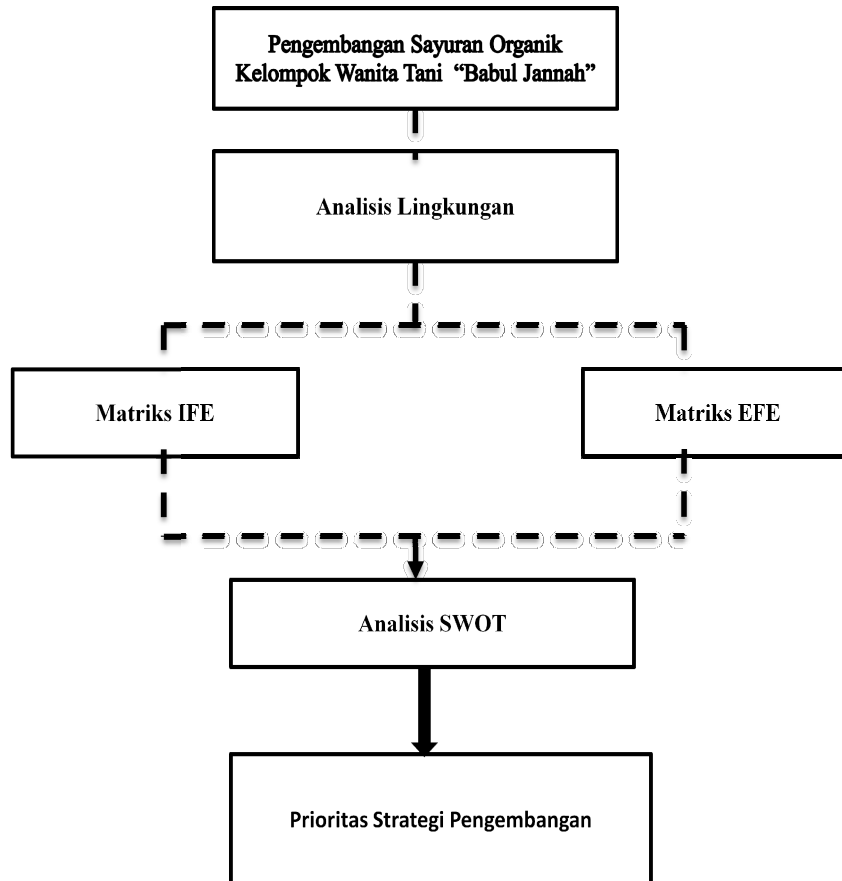 Pengembangan Sayuran Organik
Kelompok Wanita Tani “Babul Jannah”
Analisis Lingkungan
Matriks IFE
Matriks EFE
Analisis SWOT
Prioritas Strategi Pengembangan